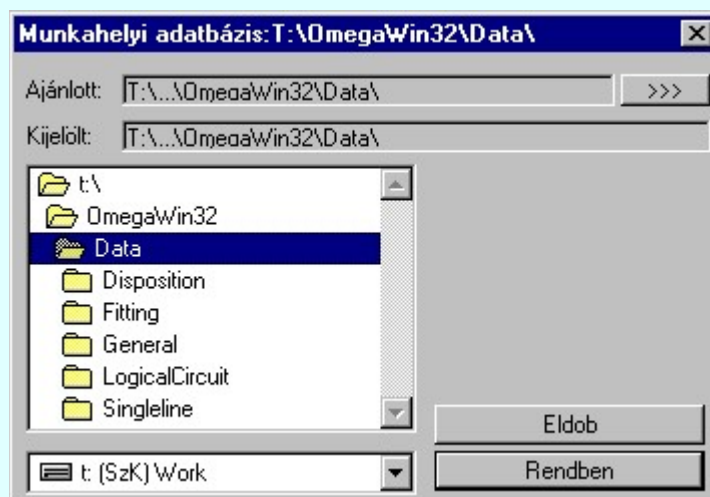 Munkahelyi adatbázis:T:\OmegaWin32\Data\
Ajánlott: T:\...\OmegaWin32\Data\ >>>
Kijelölt: T:\...\OmegaWin32\Data\
t:\
OmegaWin32
Data
Disposition
Fitting
General
LogicalCircuit
Singleline
Eldob
t: (SzK) Work
Rendben